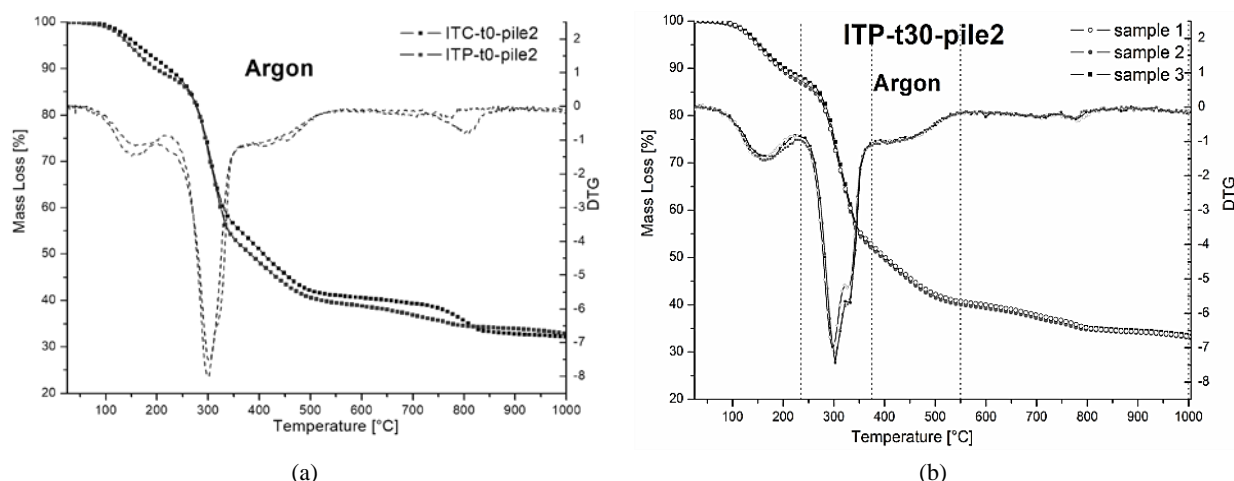 ITC-t0-pile2
ITP-t0-pile2
Argon
Mass Loss [%]
100
90
80
70
60
50
40
30
20
2
1
0
-1
-2
-3
-4
-5
-6
-7
-8
DTG
100 200 300 400 500 600 700 800 900 1000
Temperature [°C]
(a)
ITP-t30-pile2
Argon
sample 1
sample 2
sample 3
Mass Loss [%]
100
90
80
70
60
50
40
30
20
2
1
0
-1
-2
-3
-4
-5
-6
-7
-8
DTG
100 200 300 400 500 600 700 800 900 1000
Temperature [°C]
(b)